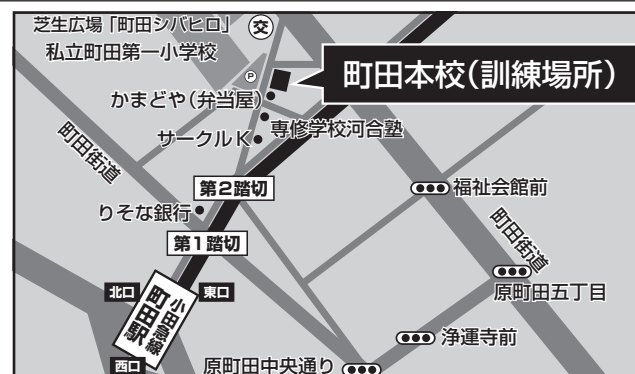 芝生広場「町田シバヒロ」
交
私立町田第一小学校
P
町田本校(訓練場所)
かまどや(弁当屋)
専修学校河合塾
サークルK
町田街道
第2踏切
福祉会館前
りそな銀行
町田街道
第1踏切
北口
東口
小田急線
町田駅
原町田五丁目
浄運寺前
西口
原町田中央通り